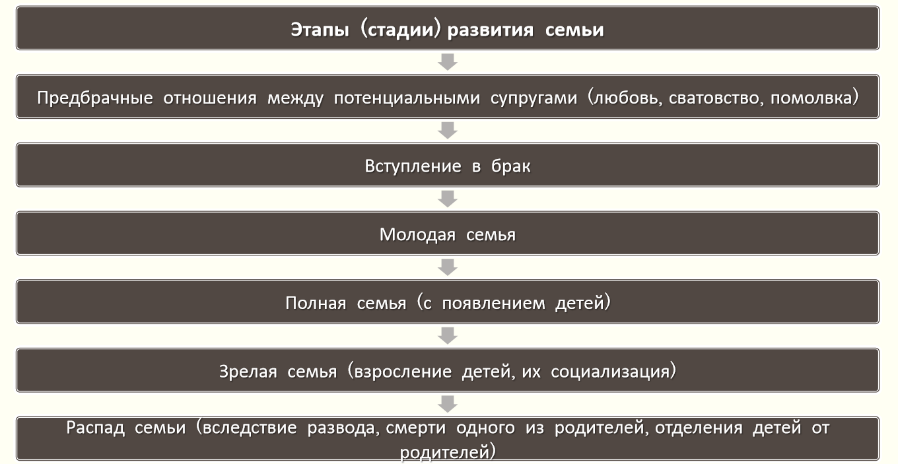 Этапы (стадии) развития семьи
Предбрачные отношения между потенциальными супругами (любовь, сватовство, помолвка)
Вступление в брак
Молодая семья
Полная семья (с появлением детей)
Зрелая семья (взросление детей, их социализация)
Распад семьи (вследствие развода, смерти одного из родителей, отделения детей от
родителей)